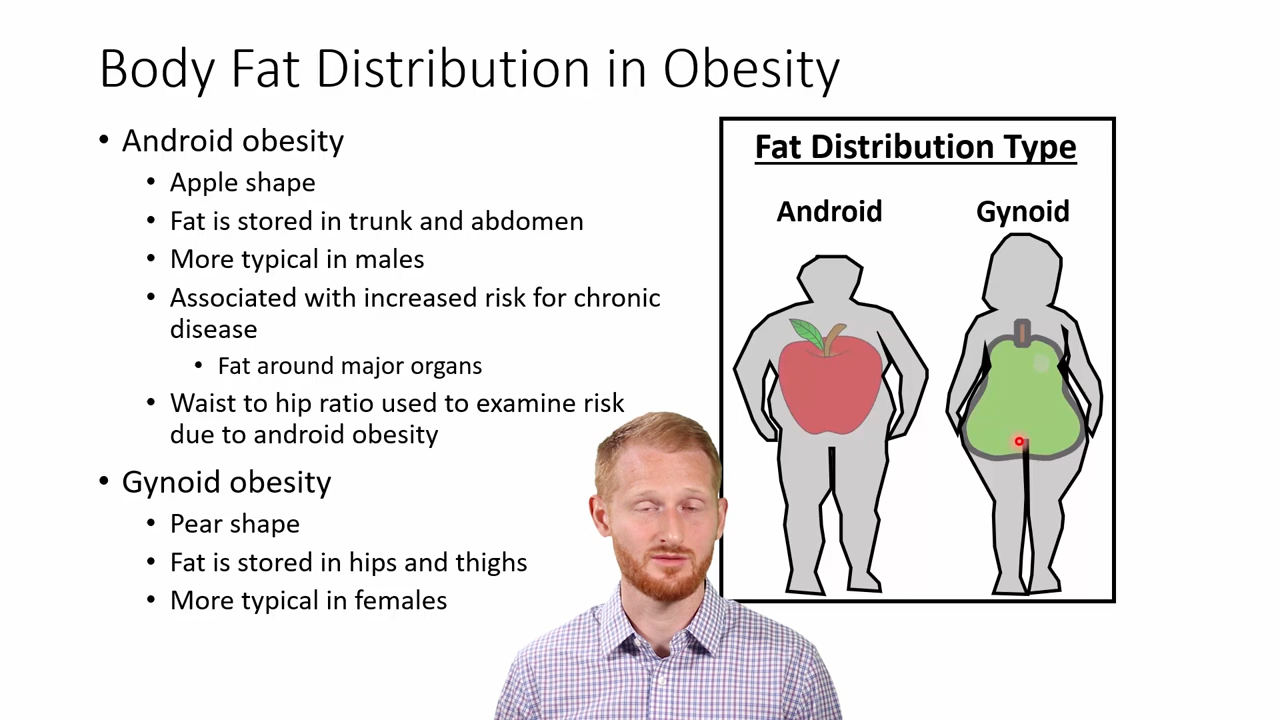 Body Fat Distribution in Obesity
• Android obesity
• Apple shape
• Fat is stored in trunk and abdomen
• More typical in males
• Associated with increased risk for chronic
disease
• Fat around major organs
• Waist to hip ratio used to examine risk
due to android obesity
• Gynoid obesity
• Pear shape
• Fat is stored in hips and thighs
• More typical in females
Fat Distribution Type
Android
Gynoid